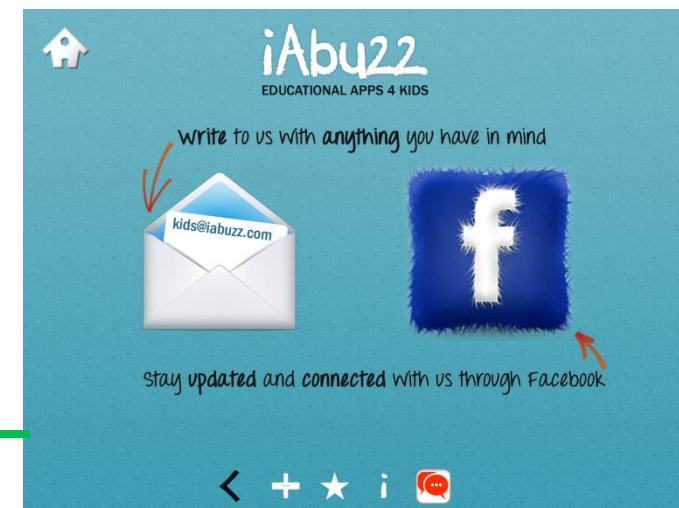 iAbuzz
EDUCATIONAL APPS 4 KIDS
Write to us with anything you have in mind
kids@iabuzz.com
f
Stay updated and connected with us through Facebook
i